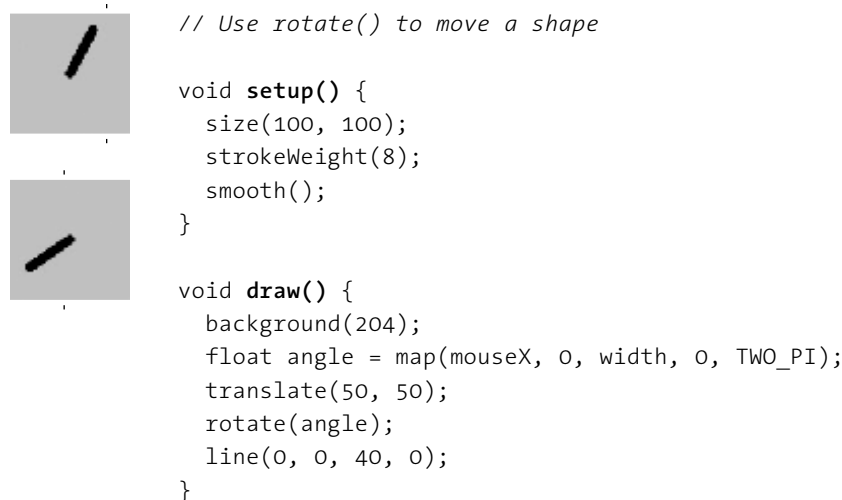 // Use rotate() to move a shape
void setup() {
size(100, 100);
strokeWeight(8);
smooth();
}
void draw() {
background(204);
float angle = map(mouseX, 0, width, 0, TWO_PI);
translate(50, 50);
rotate(angle);
line(0, 0, 40, 0);
}